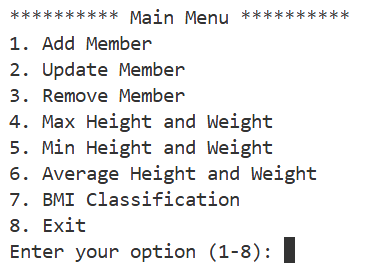 ********** Main Menu **********
1. Add Member
2. Update Member
3. Remove Member
4. Max Height and Weight
5. Min Height and Weight
6. Average Height and Weight
7. BMI Classification
8. Exit
Enter your option (1-8):